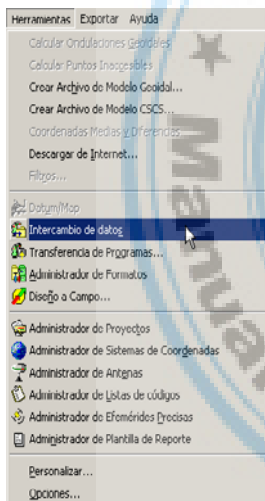 Herramientas Exportar Ayuda
Calcular Ondulaciones Geoidales
Calcular Puntos Inaccesibles
Crear Archivo de Modelo Geoidal...
Crear Archivo de Modelo CSCS...
Coordenadas Medias y Diferencias
Descargar de Internet...
Filtros...
Datum/Map
Intercambio de datos
Transferencia de Programas...
Administrador de Formatos
Diseño a Campo...
Administrador de Proyectos
Administrador de Sistemas de Coordenadas
Administrador de Antenas
Administrador de Listas de códigos
Administrador de Efemérides Precisas
Administrador de Plantilla de Reporte
Personalizar...
Opciones...